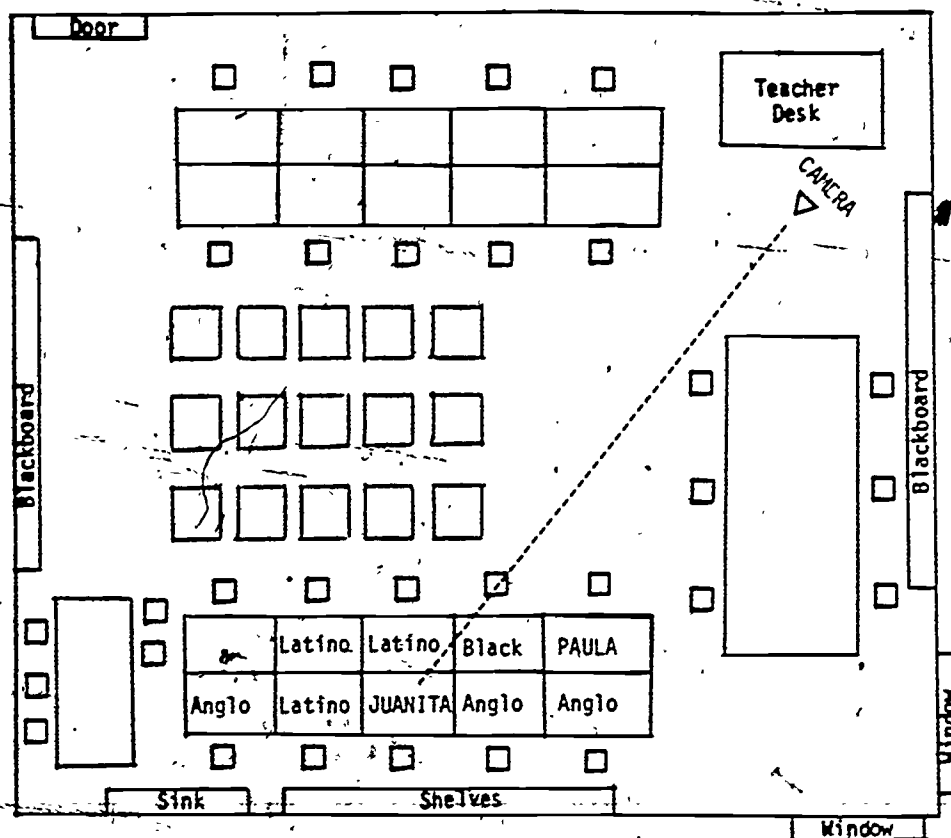 Door
Teacher
Desk
CAMERA
Blackboard
Blackboard
Latino Latino Black PAULA
Anglo Latino JUANITA Anglo Anglo
Window
Sink
Shelves
Window